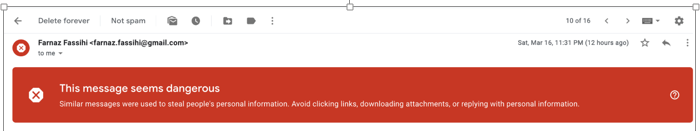 Delete forever Not spam 10 of 16
Farnaz Fassihi <farnaz.fassihi@gmail.com> Sat, Mar 16, 11:31 PM (12 hours ago)
to me
This message seems dangerous
Similar messages were used to steal people's personal information. Avoid clicking links, downloading attachments, or replying with personal information.